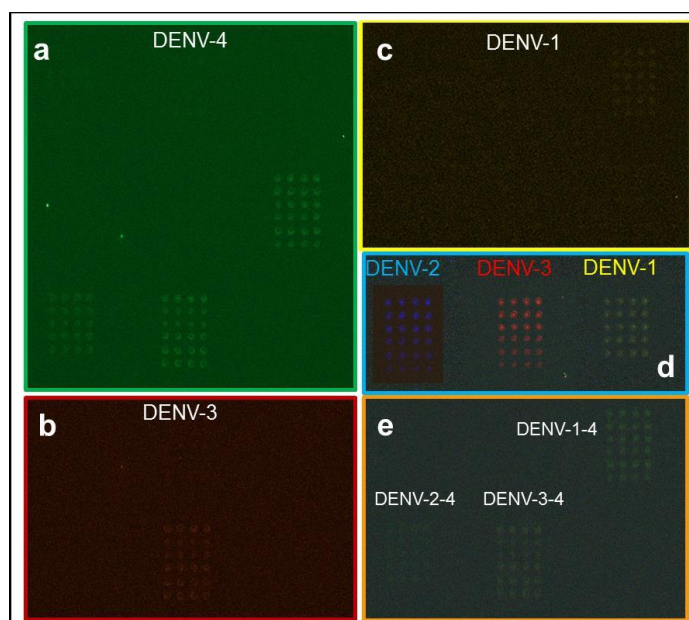 a
DENV-4
c
DENV-1
DENV-2 DENV-3 DENV-1
d
b
DENV-3
e
DENV-1-4
DENV-2-4 DENV-3-4